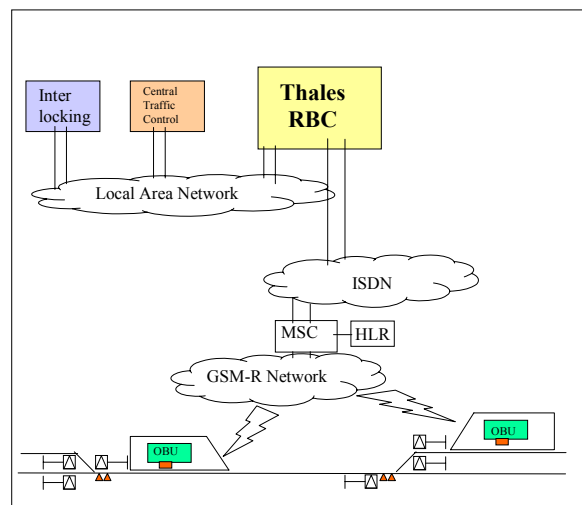 Inter
locking
Central
Traffic
Control
Thales
RBC
Local Area Network
ISDN
MSC
HLR
GSM-R Network
OBU
OBU